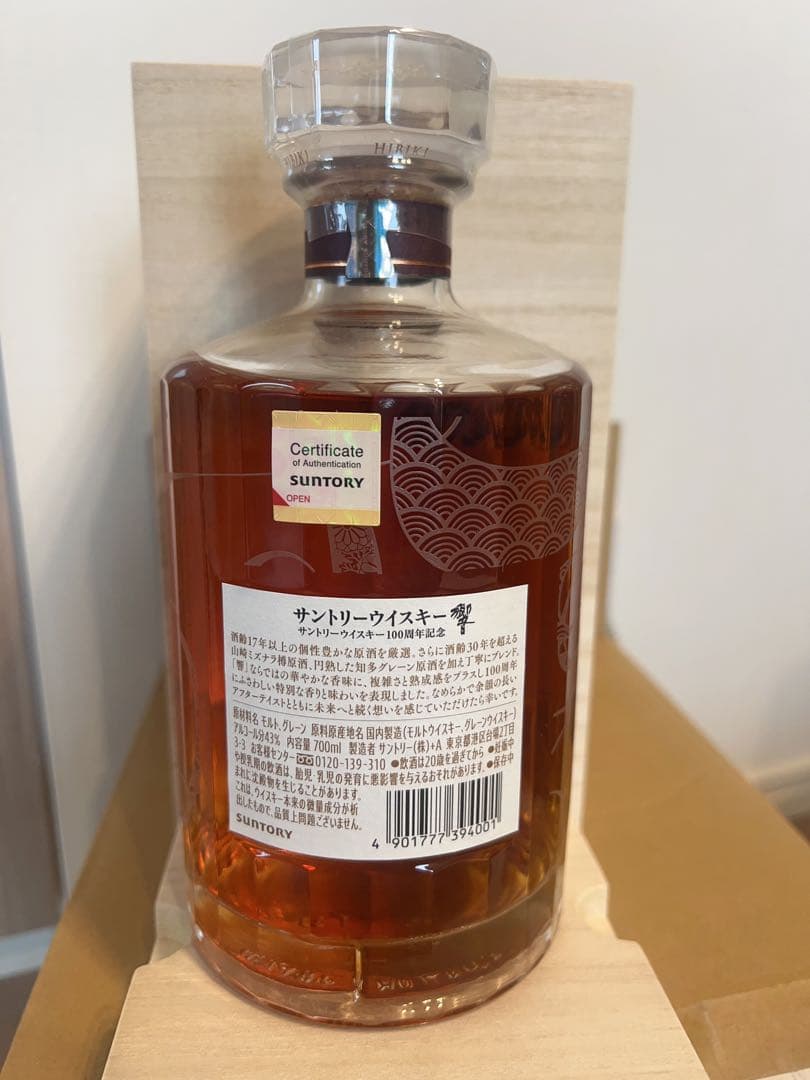 HIBIKI
HIBIKI
Certificate
of Authentication
SUNTORY
OPEN
サントリーウイスキー 響
サントリーウイスキー100周年記念
酒齢17年以上の個性豊かな原酒を厳選。さらに酒齢30年を超える
山崎ミズナラ樽原酒、円熟した知多グレーン原酒を加え丁寧にブレンド。
「響」ならではの華やかな香味に、複雑さと熟成感をプラスし100周年
にふさわしい特別な香りと味わいを表現しました。なめらかで余韻の長い
アフターテイストとともに未来へと続く想いを感じていただけたら幸いです。
原材料名 モルト、グレーン 原料原産地名 国内製造(モルトウイスキー、グレーンウイスキー)
アルコール分43% 内容量700ml 製造者 サントリー(株)+A 東京都港区台場2丁目
3-3 お客様センター 0120-139-310 ●飲酒は20歳を過ぎてから ●妊娠中
や授乳期の飲酒は、胎児・乳児の発育に悪影響を与えるおそれがあります。 ●保存中
まれに沈殿物を生じることがあります。
これは、ウイスキー本来の微量成分が析
出したもので、品質上問題ございません。
SUNTORY
4 901777 394001